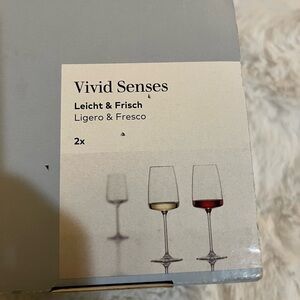 Vivid Senses
Leicht & Frisch
Ligero & Fresco
2x